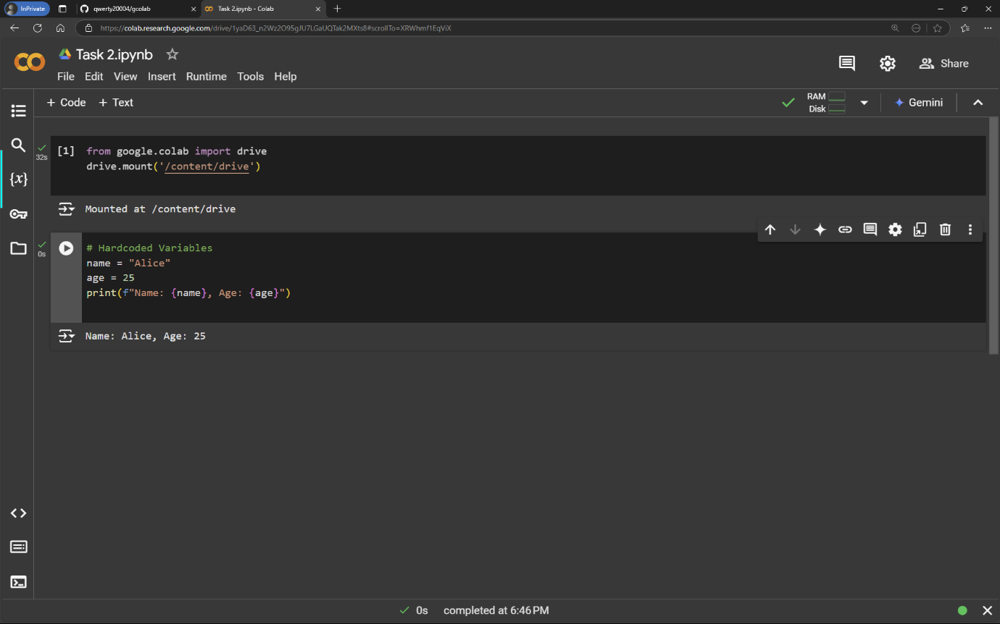 InPrivate
qwerty20004/gcolab
Task 2.ipynb - Colab
https://colab.research.google.com/drive/1yaD63_n2Wz2O95gJU7LGaUQTak2MXts8#scrollTo=XRWhmf1EqViX
Task 2.ipynb
File Edit View Insert Runtime Tools Help
Share
+ Code + Text
RAM
Disk
Gemini
{x}
32s
[1] from google.colab import drive
drive.mount('/content/drive')
Mounted at /content/drive
0s
# Hardcoded Variables
name = "Alice"
age = 25
print(f"Name: {name}, Age: {age}")
Name: Alice, Age: 25
0s completed at 6:46 PM